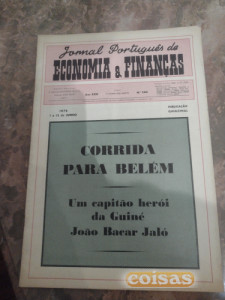 Jornal Português de
ECONOMIA & FINANÇAS
CORRIDA
PARA BELÉM
Um capitão herói
da Guiné
João Bacar Jaló
coisas